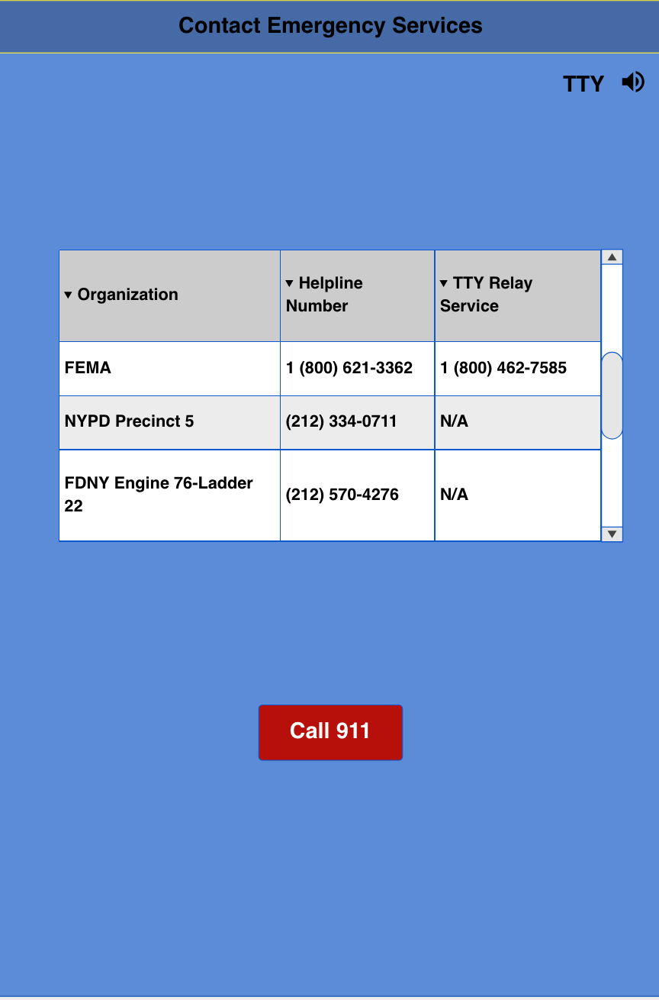 Contact Emergency Services
TTY
Organization
Helpline
Number
TTY Relay
Service
FEMA
1 (800) 621-3362
1 (800) 462-7585
NYPD Precinct 5
(212) 334-0711
N/A
FDNY Engine 76-Ladder
22
(212) 570-4276
N/A
Call 911